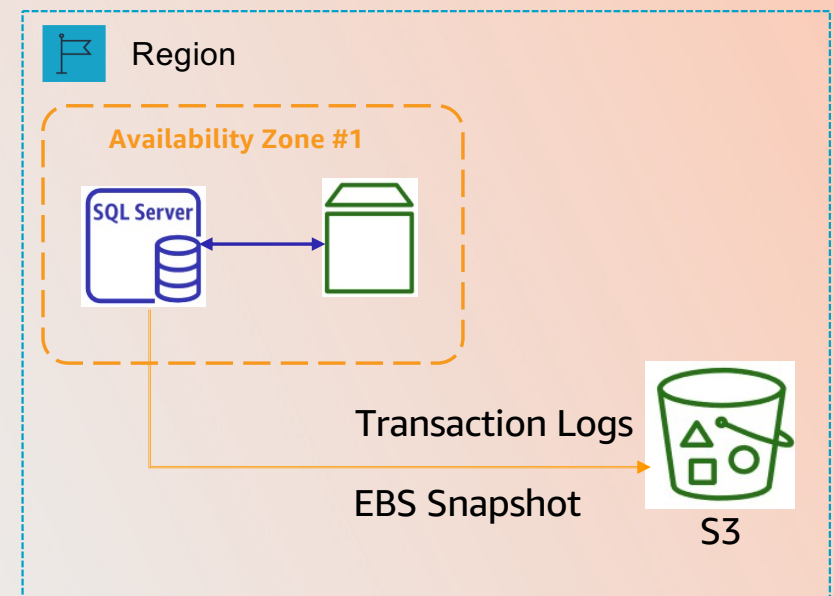 Region
Availability Zone #1
SQL Server
Transaction Logs
EBS Snapshot
S3